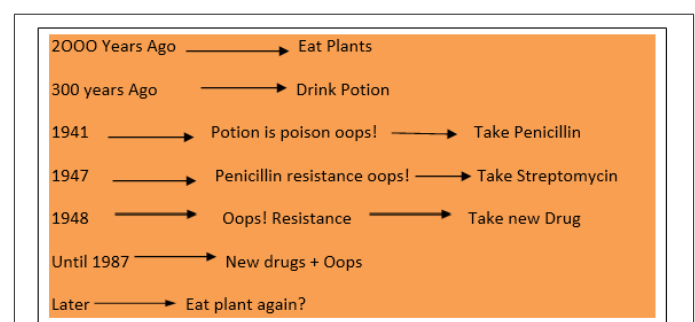 2OOO Years Ago Eat Plants
300 years Ago Drink Potion
1941 Potion is poison oops! Take Penicillin
1947 Penicillin resistance oops! Take Streptomycin
1948 Oops! Resistance Take new Drug
Until 1987 New drugs + Oops
Later Eat plant again?